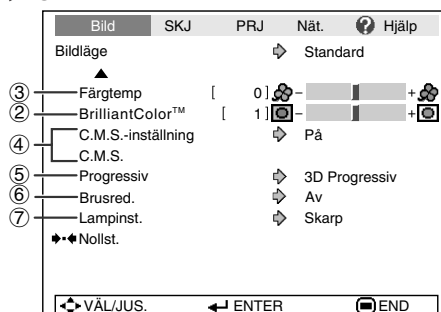 Bild SKJ PRJ Nät. ? Hjälp
Bildläge Standard
③ Färgtemp [ 0] − +
② BrilliantColor™ [ 1] − +
④ C.M.S.-inställning På
C.M.S.
⑤ Progressiv 3D Progressiv
⑥ Brusred. Av
⑦ Lampinst. Skarp
Nollst.
VÄL/JUS. ENTER END